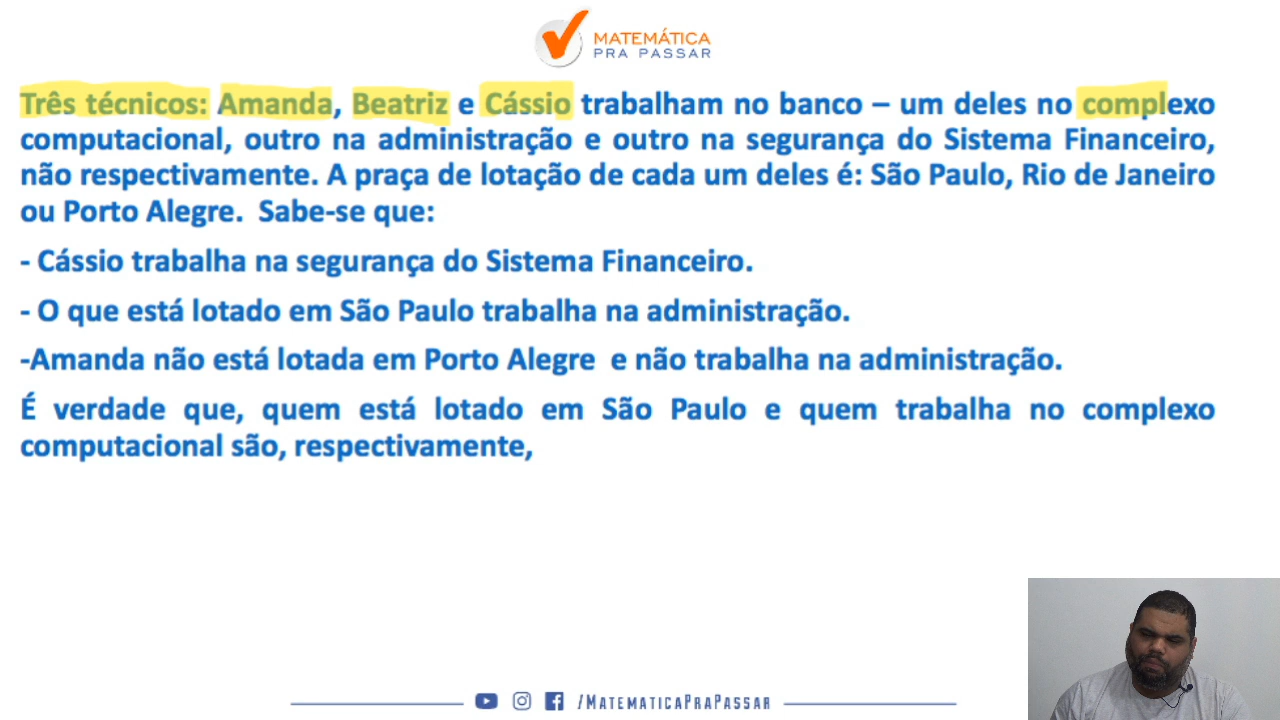 MATEMÁTICA
PRA PASSAR
Três técnicos: Amanda, Beatriz e Cássio trabalham no banco – um deles no complexo
computacional, outro na administração e outro na segurança do Sistema Financeiro,
não respectivamente. A praça de lotação de cada um deles é: São Paulo, Rio de Janeiro
ou Porto Alegre. Sabe-se que:
- Cássio trabalha na segurança do Sistema Financeiro.
- O que está lotado em São Paulo trabalha na administração.
-Amanda não está lotada em Porto Alegre e não trabalha na administração.
É verdade que, quem está lotado em São Paulo e quem trabalha no complexo
computacional são, respectivamente,
/MATEMATICAPRAPASSAR